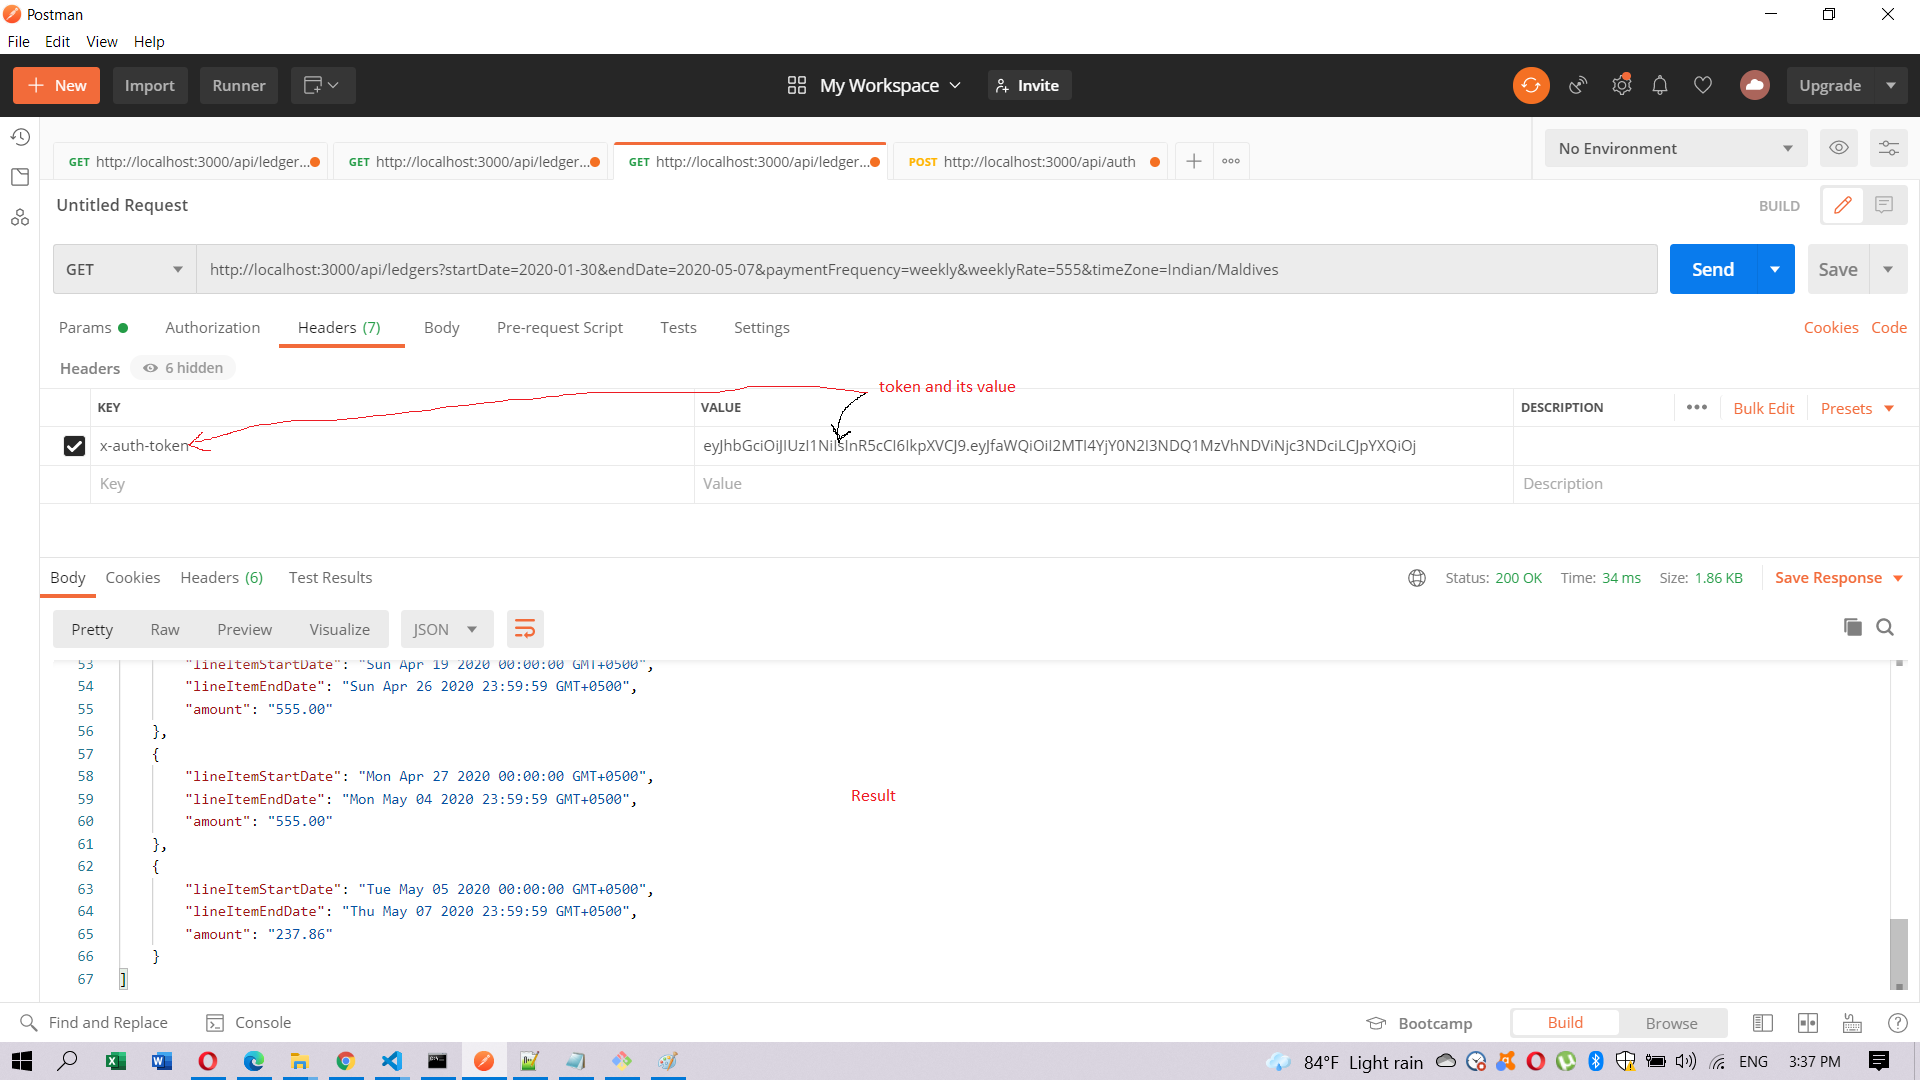 Postman
File Edit View Help
New Import Runner My Workspace Invite Upgrade
GET http://localhost:3000/api/ledger... GET http://localhost:3000/api/ledger... GET http://localhost:3000/api/ledger... POST http://localhost:3000/api/auth No Environment
Untitled Request BUILD
GET http://localhost:3000/api/ledgers?startDate=2020-01-30&endDate=2020-05-07&paymentFrequency=weekly&weeklyRate=555&timeZone=Indian/Maldives Send Save
Params Authorization Headers (7) Body Pre-request Script Tests Settings Cookies Code
Headers 6 hidden
token and its value
KEY VALUE DESCRIPTION Bulk Edit Presets
x-auth-token
Key Value Description
Body Cookies Headers (6) Test Results Status: 200 OK Time: 34 ms Size: 1.86 KB Save Response
Pretty Raw Preview Visualize JSON
53 "lineItemStartDate": "Sun Apr 19 2020 00:00:00 GMT+0500",
54 "lineItemEndDate": "Sun Apr 26 2020 23:59:59 GMT+0500",
55 "amount": "555.00"
56 },
57 {
58 "lineItemStartDate": "Mon Apr 27 2020 00:00:00 GMT+0500",
Result
59 "lineItemEndDate": "Mon May 04 2020 23:59:59 GMT+0500",
60 "amount": "555.00"
61 },
62 {
63 "lineItemStartDate": "Tue May 05 2020 00:00:00 GMT+0500",
64 "lineItemEndDate": "Thu May 07 2020 23:59:59 GMT+0500",
65 "amount": "237.86"
66 }
67 ]
Find and Replace Console Bootcamp Build Browse
84°F Light rain ENG 3:37 PM